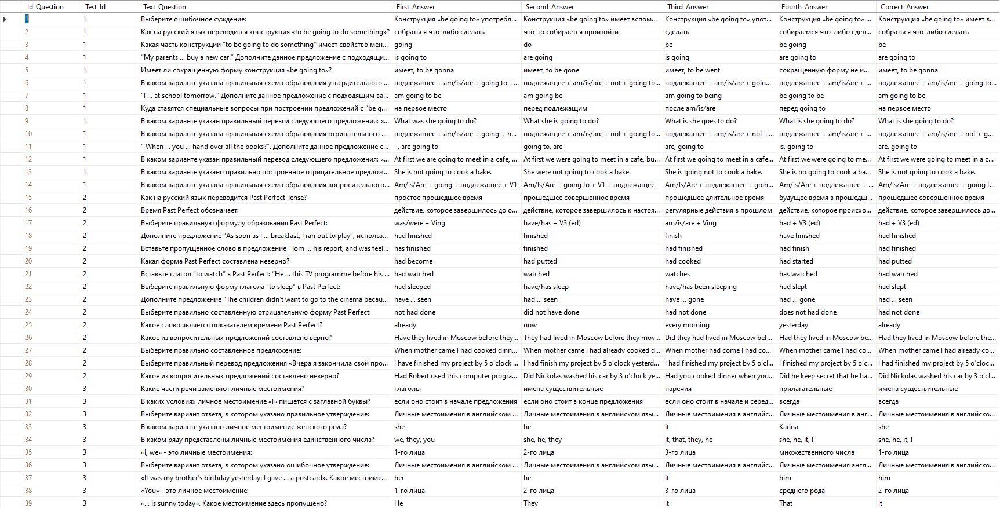 Id_Question Test_Id Text_Question First_Answer Second_Answer Third_Answer Fourth_Answer Correct_Answer
1 1 Выберите ошибочное суждение: Конструкция «be going to» употребл... Конструкция «be going to» имеет вспом... Конструкция «be going to» упот... Конструкция «be going to» ... Конструкция «be going to» имеет в...
2 1 Как на русский язык переводится конструкция «to be going to do something»? собраться что-либо сделать что-то собирается произойти сделать собираемся что-либо сдел... собраться что-либо сделать
3 1 Какая часть конструкции “to be going to do something” имеет свойство мен... going do be be going be
4 1 “My parents ... buy a new car.” Дополните данное предложение с подходящи... is going to are going is going are going to are going to
5 1 Имеет ли сокращённую форму конструкция «be going to»? имеет, to be gonna имеет, to be gone имеет, to be went сокращённую форму не и... имеет, to be gonna
6 1 В каком варианте указана правильная схема образования утвердительного ... подлежащее + am/is/are + going to +... подлежащее + am/is/are + not + going to... подлежащее + am/is/are + goin... подлежащее + am/is/are + ... подлежащее + am/is/are + going to...
7 1 “I ... at school tomorrow.” Дополните данное предложение с подходящим ва... am going to be am going be am going to being be going to be am going to be
8 1 Куда ставятся специальные вопросы при построении предложений с “be g... на первое место перед подлежащим после am/is/are перед going to на первое место
9 1 В каком варианте указан правильный перевод следующего предложения: «... What was she going to do? What she is going to do? What is she goes to do? What is she going to do? What is she going to do?
10 1 В каком варианте указана правильная схема образования отрицательного ... подлежащее + am/is/are + going + n... подлежащее + am/is/are + not + going to... подлежащее + am/is/are + not +... подлежащее + am/is/are + ... подлежащее + am/is/are + not + g...
11 1 “ When ... you ... hand over all the books?”. Дополните данное предложение с... –, are going to going to, are are, going to is, going to are, going to
12 1 В каком варианте указан правильный перевод следующего предложения: «... At first we are going to meet in a cafe, ... At first we were going to meet in a cafe, bu... At first we going to meet in a cafe... At first we were going to me... At first we were going to meet in a c...
13 1 В каком варианте указано правильно построенное отрицательное предлож... She is not going to cook a bake. She were not going to cook a bake. She is going not to cook a bake. She is no going to cook a ba... She is not going to cook a bake.
14 1 В каком варианте указана правильная схема образования вопросительного... Am/Is/Are + going + подлежащее + V1 Am/Is/Are + going to + V1 + подлежащее Am/Is/Are + подлежащее + goin... Am/Is/Are + подлежащее + ... Am/Is/Are + подлежащее + going t...
15 2 Как на русский язык переводится Past Perfect Tense? простое прошедшее время прошедшее совершенное время прошедшее длительное время будущее время в прошедш... прошедшее совершенное время
16 2 Время Past Perfect обозначает: действие, которое завершилось до о... действие, которое завершилось к настоя... регулярные действия в прошлом действие, которое происхо... действие, которое завершилось до...
17 2 Выберите правильную формулу образования Past Perfect: was/were + Ving have/has + V3 (ed) am/is/are + Ving had + V3 (ed) had + V3 (ed)
18 2 Дополните предложение “As soon as I ... breakfast, I ran out to play”, использ... had finished finished finish have finished had finished
19 2 Вставьте пропущенное слово в предложение “Tom ... his report, and was feel... has finished finished had finished had finish had finished
20 2 Какая форма Past Perfect составлена неверно? had become had putted had cooked had started had putted
21 2 Вставьте глагол “to watch” в Past Perfect: “He ... this TV programme before his ... had watched watched watches has watched had watched
22 2 Выберите правильную форму глагола “to sleep” в Past Perfect: had sleeped have/has sleep have/has been sleeping had slept had slept
23 2 Дополните предложение “The children didn’t want to go to the cinema becau... have ... seen had ... seen have ... gone had ... gone had ... seen
24 2 Выберите правильно составленную отрицательную форму Past Perfect: not had done did not have done had not done does not had done had not done
25 2 Какое слово является показателем времени Past Perfect? already now every morning yesterday already
26 2 Какое из вопросительных предложений составлено верно? Have they lived in Moscow before they... They had lived in Moscow before they mov... Did they had lived in Moscow bef... Had they lived in Moscow be... Had they lived in Moscow before the...
27 2 Выберите правильно составленное предложение: When mother came I had cooked dinn... When mother came I had already cooked d... When mother had come I had co... When mother came I had co... When mother came I had already co...
28 2 Выберите правильный перевод предложения «Вчера я закончила свой про... I have finished my project by 5 o’clock ... I had finish my project by 5 o’clock yesterd... I had finished my project by 5 o’cl... I finished my project by 5 o’c... I had finished my project by 5 o’cloc...
29 2 Какое из вопросительных предложений составлено неверно? Had Robert used this computer progra... Did Nickolas washed his car by 3 o’clock ye... Had you cooked dinner when you... Did he keep secret that he ha... Did Nickolas washed his car by 3 o’cl...
30 3 Какие части речи заменяют личные местоимения? глаголы имена существительные наречия прилагательные имена существительные
31 3 В каких условиях личное местоимение «I» пишется с заглавной буквы? если оно стоит в начале предложения если оно стоит в конце предложения если оно стоит в начале и серед... всегда всегда
32 3 Выберите вариант ответа, в котором указано правильное утверждение: Личные местоимения в английском ... Личные местоимения в английском язы... Личные местоимения в английс... Личные местоимения в анг... Личные местоимения в английско...
33 3 В каком варианте указано личное местоимение женского рода? she he it Karina she
34 3 В каком ряду представлены личные местоимения единственного числа? we, they, you she, he, they it, that, they, he she, he, it, I she, he, it, I
35 3 «I, we» - это личные местоимения: 1-го лица 2-го лица 3-го лица множественного числа 1-го лица
36 3 Выберите вариант ответа, в котором указано ошибочное утверждение: Личные местоимения в английском ... Личные местоимения в английском язы... Личные местоимения в английс... Личные местоимения англ... Личные местоимения в английско...
37 3 «It was my brother’s birthday yesterday. I gave ... a postcard». Какое местоиме... her he it him him
38 3 «You» - это личное местоимение: 1-го лица 2-го лица 3-го лица среднего рода 2-го лица
39 3 «... is sunny today». Какое местоимение здесь пропущено? He They It That It